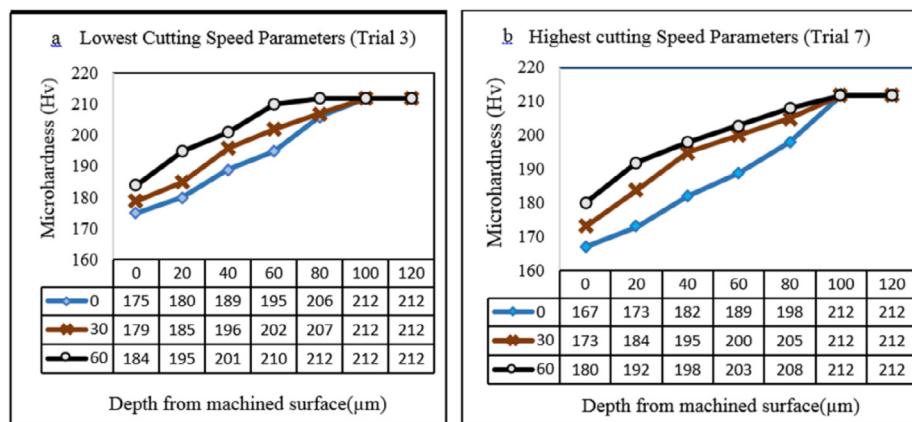 a Lowest Cutting Speed Parameters (Trial 3)
Microhardness (Hv)
220
210
200
190
180
170
160
0 20 40 60 80 100 120
0 175 180 189 195 206 212 212
30 179 185 196 202 207 212 212
60 184 195 201 210 212 212 212
Depth from machined surface(µm)
b Highest cutting Speed Parameters (Trial 7)
Microhardness (Hv)
220
210
200
190
180
170
160
0 20 40 60 80 100 120
0 167 173 182 189 198 212 212
30 173 184 195 200 205 212 212
60 180 192 198 203 208 212 212
Depth from machined surface(µm)